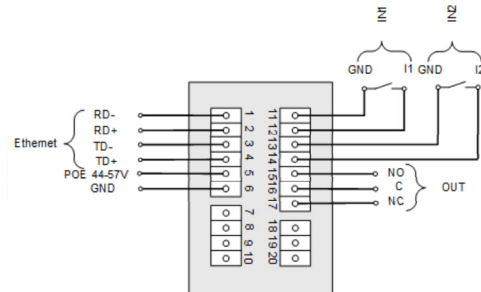 IN1
IN2
GND I1 GND I2
RD- 1 11
RD+ 2 12
Ethernet
TD- 3 13
TD+ 4 14
POE 44-57V 5 15 NO
GND 6 16 C OUT
17 NC
7
8 18
9 19
10 20